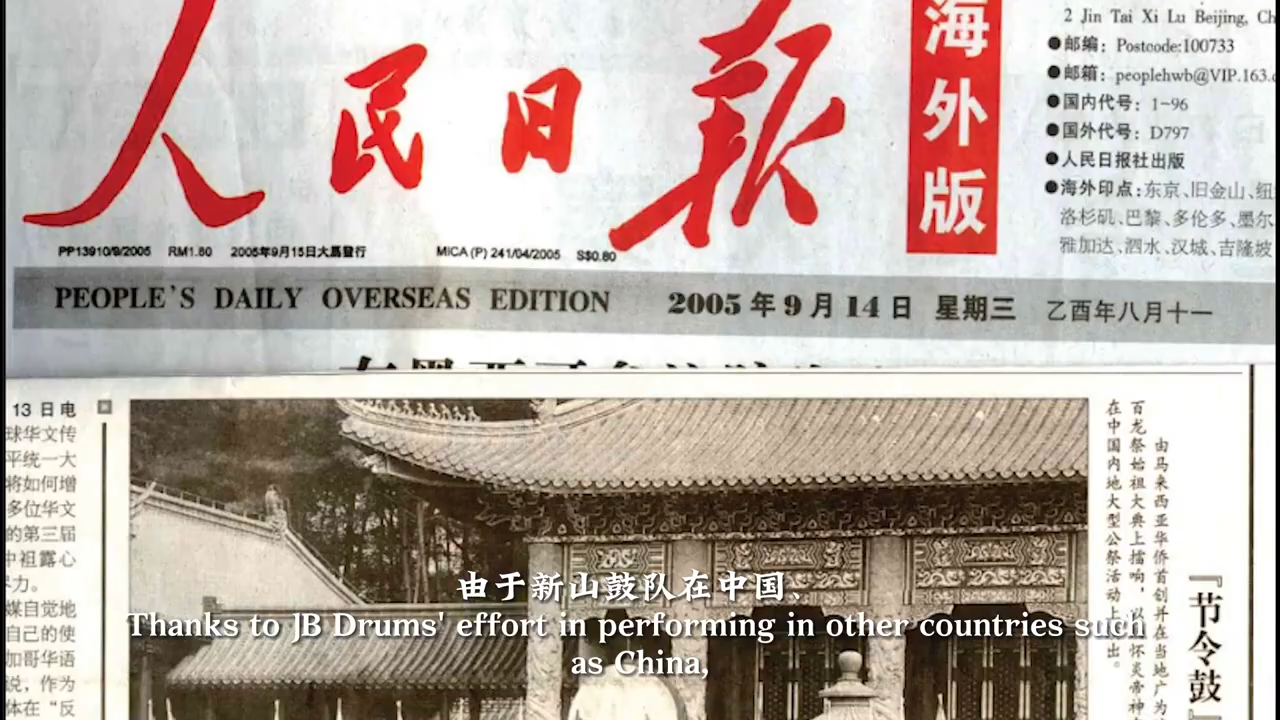 人民日报
海外版
2 Jin Tai Xi Lu Beijing, Ch
●邮编：Postcode:100733
●邮箱：peoplehwb@VIP.163.
●国内代号：1-96
●国外代号：D797
●人民日报社出版
●海外印点：东京、旧金山、纽
洛杉矶、巴黎、多伦多、墨尔
雅加达、泗水、汉城、吉隆坡
PP13910/9/2005 RM1.80 2005年9月15日大馬發行 MICA (P) 241/04/2005 S$0.80
PEOPLE'S DAILY OVERSEAS EDITION 2005年9月14日 星期三 乙酉年八月十一
13日电
球华文传
平统一大
将如何增
多位华文
的第三届
中祖露心
尽力。
媒自觉地
自己的使
加哥华语
说，作为
体在“反
『节令鼓』
由马来西亚华侨首创并在当地广为
百龙祭始祖大典上擂响，以怀炎帝神
在中国内地大型公祭活动上出。
由于新山鼓队在中国、
Thanks to JB Drums' effort in performing in other countries such
as China,